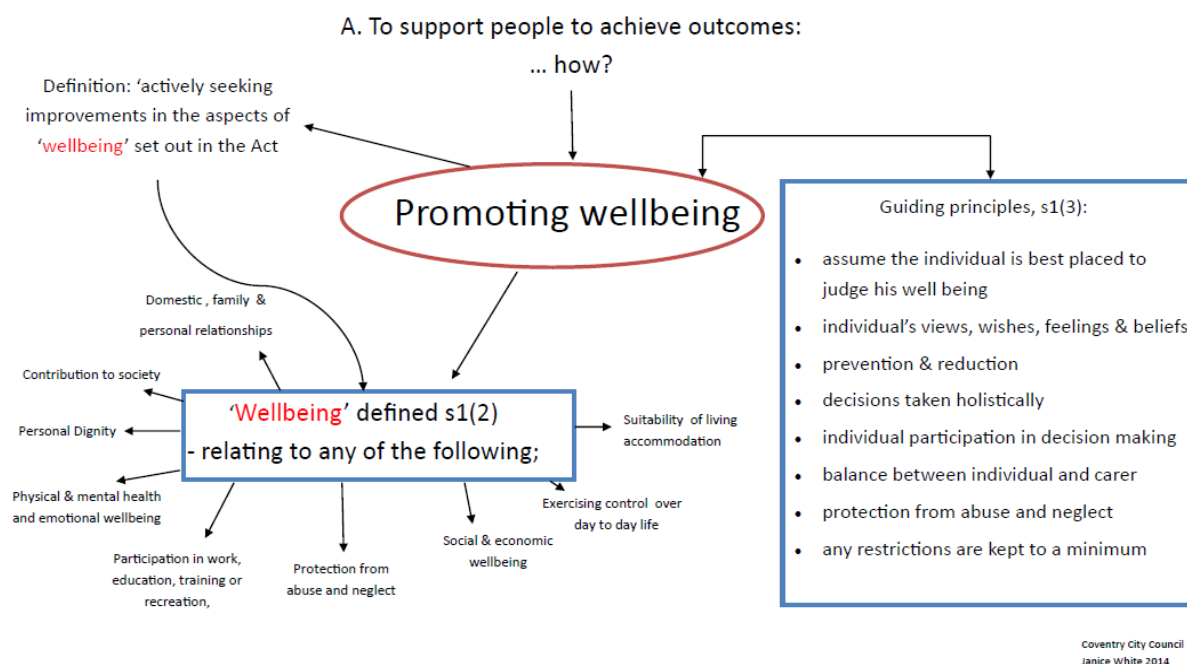 A. To support people to achieve outcomes:
... how?
Definition: 'actively seeking
improvements in the aspects of
'wellbeing' set out in the Act
Promoting wellbeing
Guiding principles, s1(3):
• assume the individual is best placed to
judge his well being
• individual's views, wishes, feelings & beliefs
• prevention & reduction
• decisions taken holistically
• individual participation in decision making
• balance between individual and carer
• protection from abuse and neglect
• any restrictions are kept to a minimum
Domestic , family &
personal relationships
Contribution to society
Personal Dignity
Physical & mental health
and emotional wellbeing
'Wellbeing' defined s1(2)
- relating to any of the following;
Suitability of living
accommodation
Exercising control over
day to day life
Social & economic
wellbeing
Protection from
abuse and neglect
Participation in work,
education, training or
recreation,
Coventry City Council
Janice White 2014